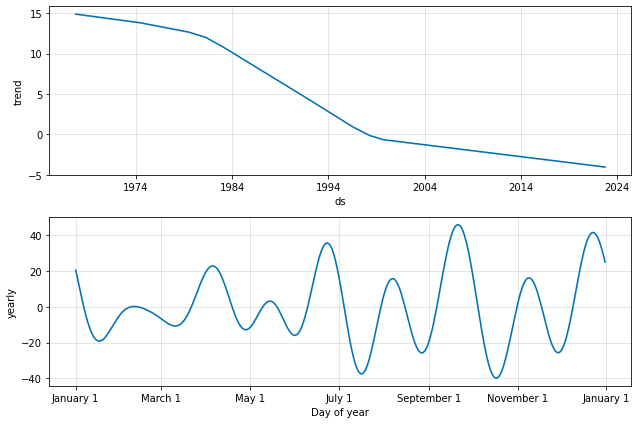 15
10
5
0
−5
trend
1974 1984 1994 2004 2014 2024
ds
40
20
0
−20
−40
yearly
January 1 March 1 May 1 July 1 September 1 November 1 January 1
Day of year